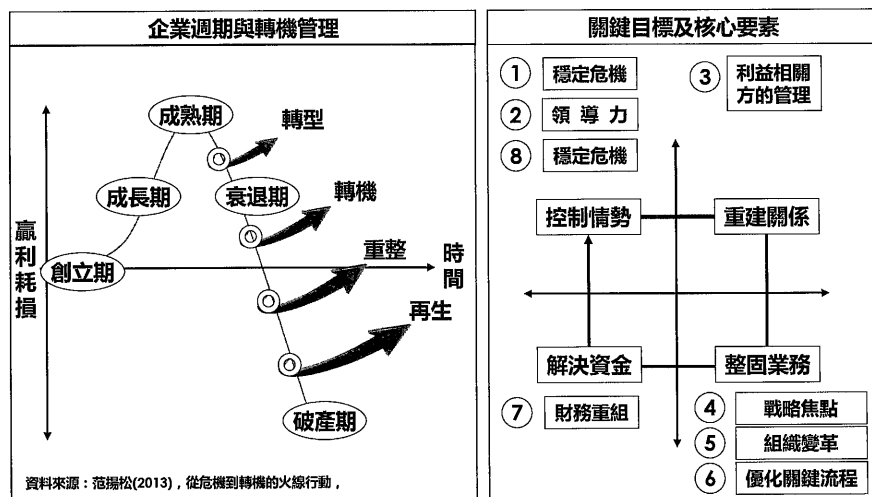 企業週期與轉機管理
成熟期
轉型
成長期
衰退期
轉機
贏利耗損
創立期
重整
時間
再生
破產期
資料來源：范揚松(2013)，從危機到轉機的火線行動，
關鍵目標及核心要素
1 穩定危機
2 領導力
8 穩定危機
3 利益相關
方的管理
控制情勢
重建關係
解決資金
整固業務
7 財務重組
4 戰略焦點
5 組織變革
6 優化關鍵流程